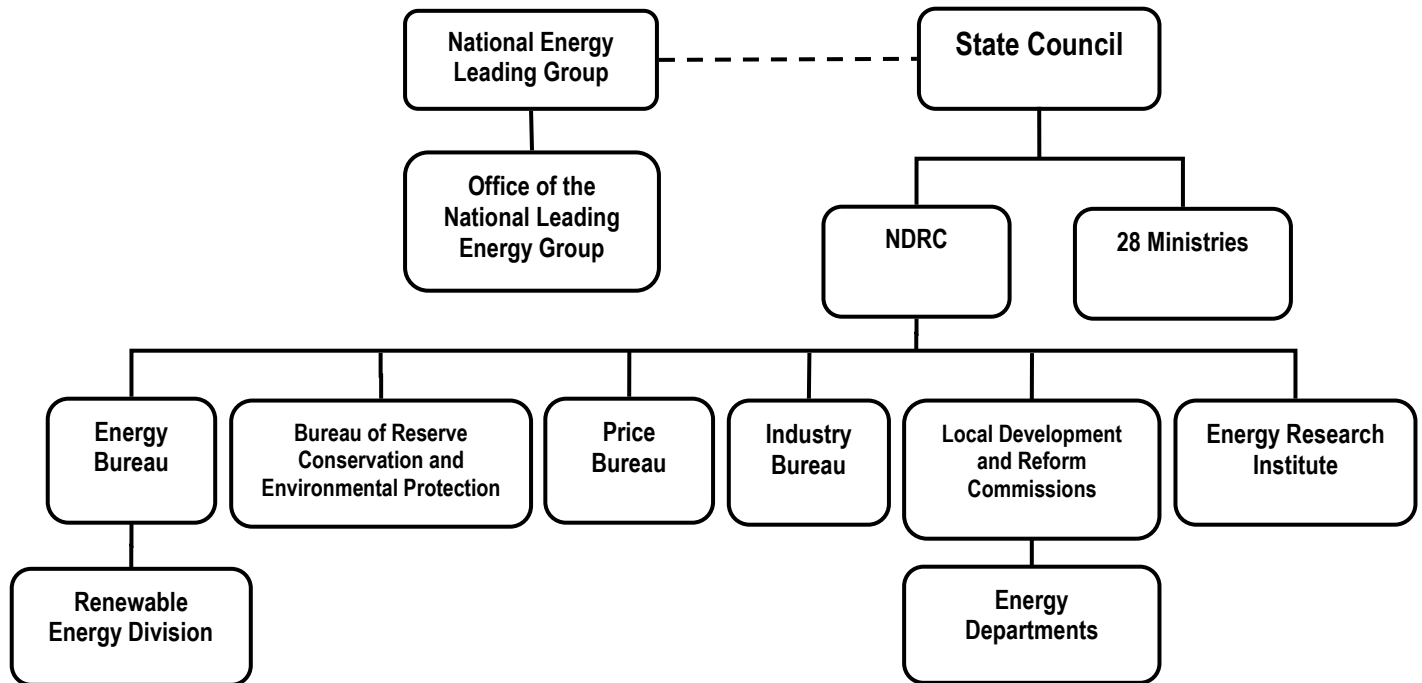 National Energy
Leading Group
State Council
Office of the
National Leading
Energy Group
NDRC
28 Ministries
Energy
Bureau
Bureau of Reserve
Conservation and
Environmental Protection
Price
Bureau
Industry
Bureau
Local Development
and Reform
Commissions
Energy Research
Institute
Renewable
Energy Division
Energy
Departments